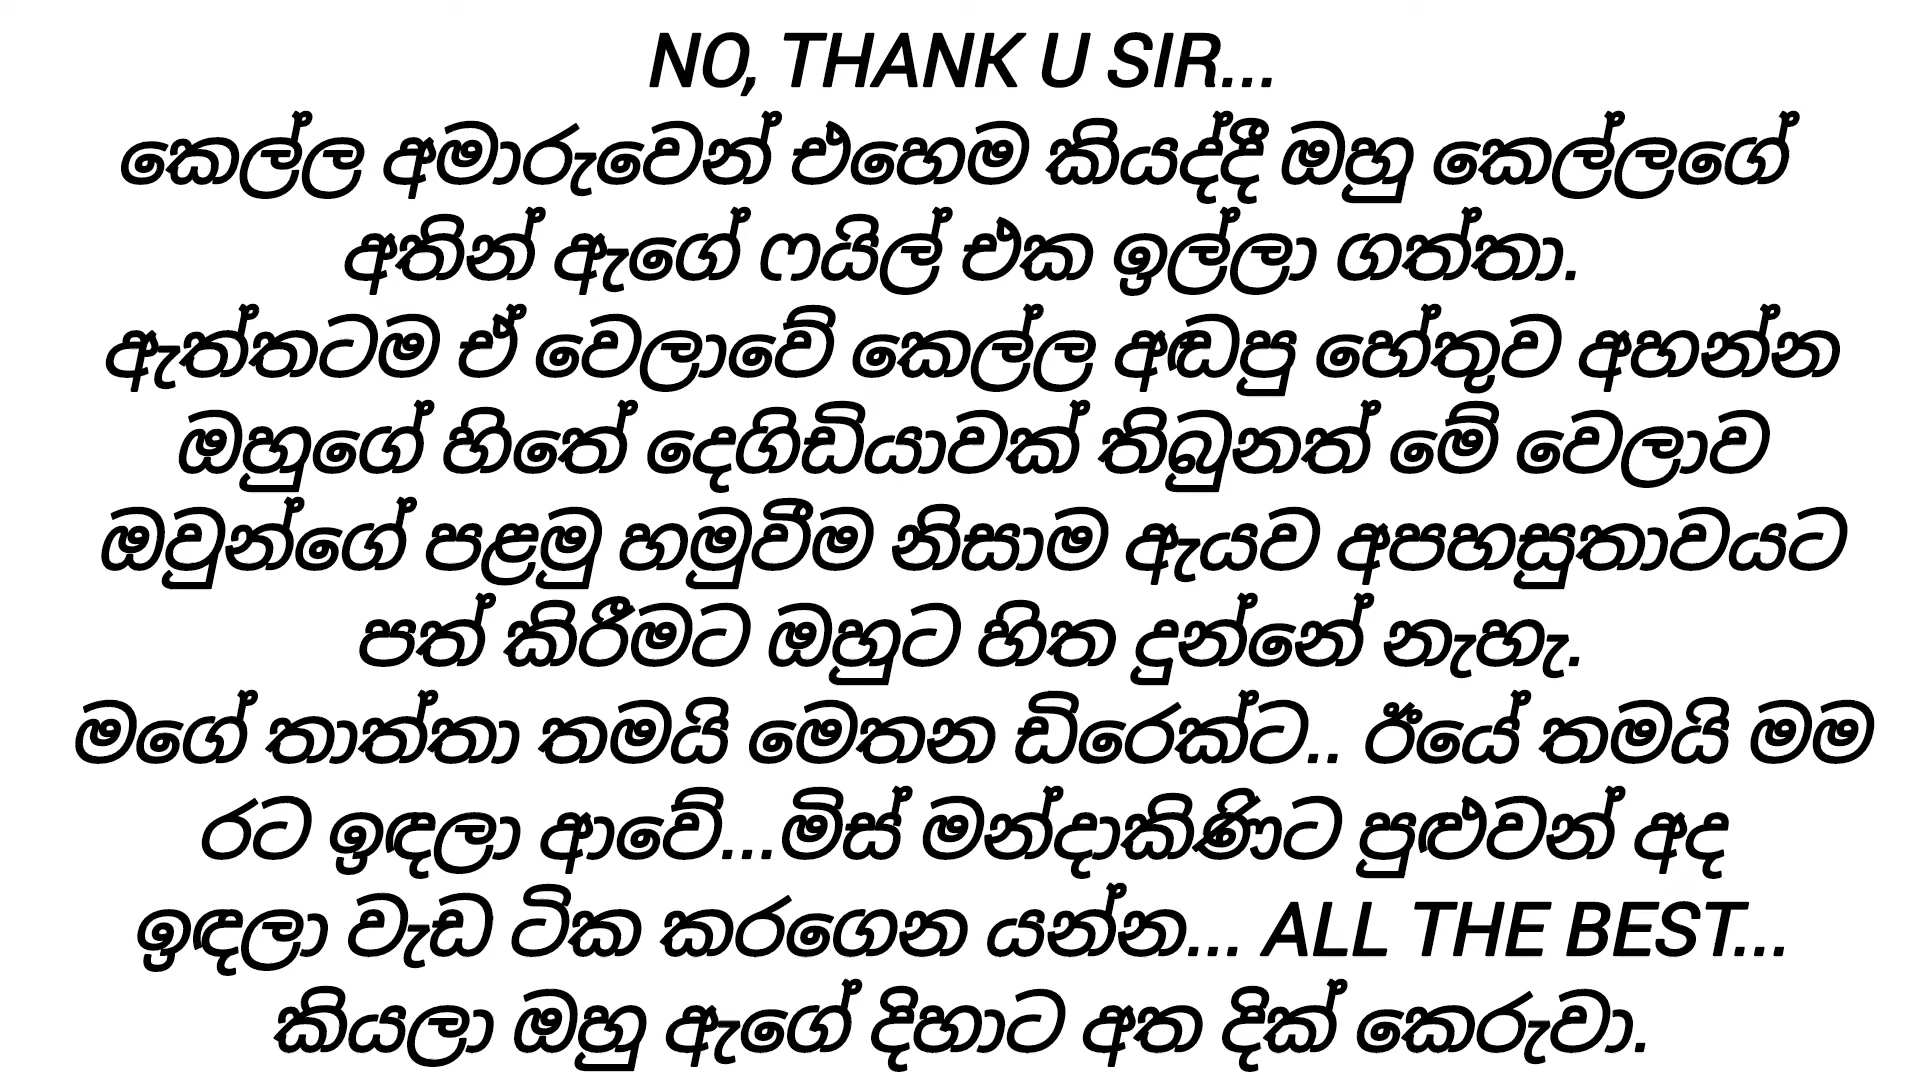 NO, THANK U SIR...
කෙල්ල අමාරුවෙන් එහෙම කියද්දී ඔහු කෙල්ලගේ
අතින් ඇගේ ෆයිල් එක ඉල්ලා ගත්තා.
ඇත්තටම ඒ වෙලාවේ කෙල්ල අඬපු හේතුව අහන්න
ඔහුගේ හිතේ දෙගිඩියාවක් තිබුනත් මේ වෙලාව
ඔවුන්ගේ පළමු හමුවීම නිසාම ඇයව අපහසුතාවයට
පත් කිරීමට ඔහුට හිත දුන්නේ නැහැ.
මගේ තාත්තා තමයි මෙතන ඩිරෙක්ට.. ඊයේ තමයි මම
රට ඉඳලා ආවේ...මිස් මන්දාකිණිට පුළුවන් අද
ඉඳලා වැඩ ටික කරගෙන යන්න... ALL THE BEST...
කියලා ඔහු ඇගේ දිහාට අත දික් කෙරුවා.